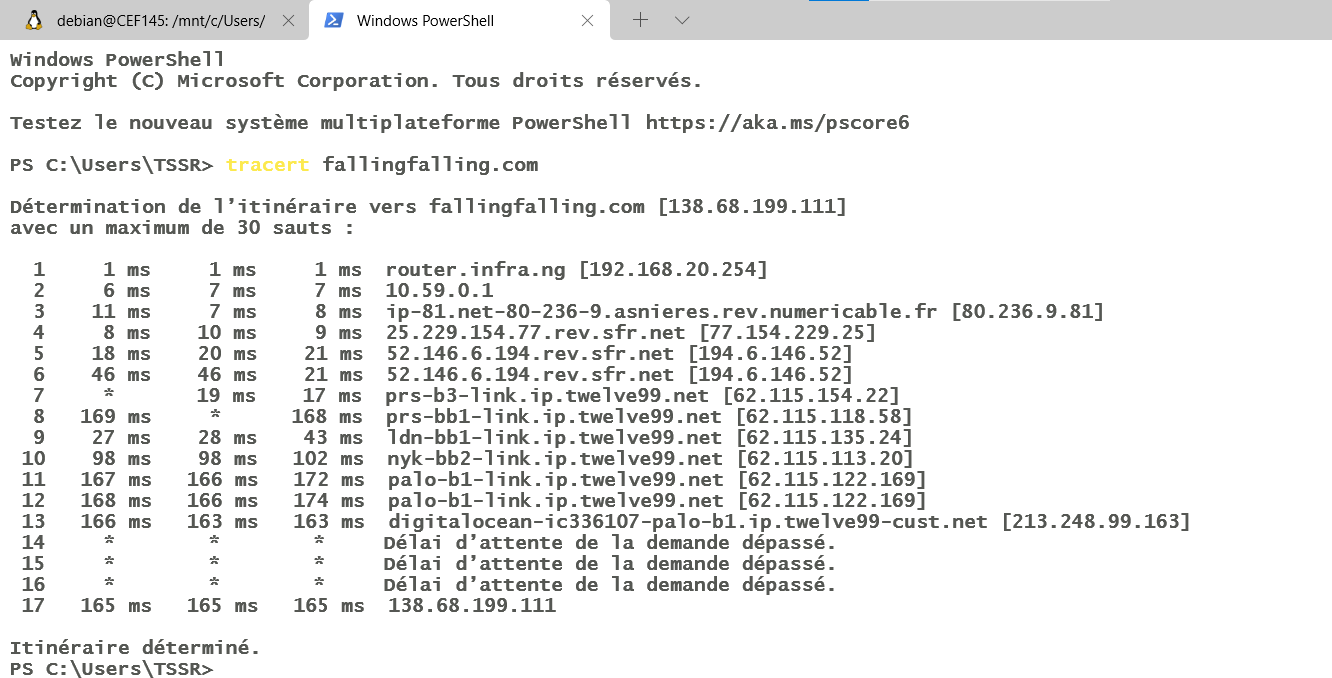 debian@CEF145: /mnt/c/Users/ Windows PowerShell
Windows PowerShell
Copyright (C) Microsoft Corporation. Tous droits réservés.
Testez le nouveau système multiplateforme PowerShell https://aka.ms/pscore6
PS C:\Users\TSSR> tracert fallingfalling.com
Détermination de l’itinéraire vers fallingfalling.com [138.68.199.111]
avec un maximum de 30 sauts :
1 1 ms 1 ms 1 ms router.infra.ng [192.168.20.254]
2 6 ms 7 ms 7 ms 10.59.0.1
3 11 ms 7 ms 8 ms ip-81.net-80-236-9.asnieres.rev.numericable.fr [80.236.9.81]
4 8 ms 10 ms 9 ms 25.229.154.77.rev.sfr.net [77.154.229.25]
5 18 ms 20 ms 21 ms 52.146.6.194.rev.sfr.net [194.6.146.52]
6 46 ms 46 ms 21 ms 52.146.6.194.rev.sfr.net [194.6.146.52]
7 * 19 ms 17 ms prs-b3-link.ip.twelve99.net [62.115.154.22]
8 169 ms * 168 ms prs-bb1-link.ip.twelve99.net [62.115.118.58]
9 27 ms 28 ms 43 ms ldn-bb1-link.ip.twelve99.net [62.115.135.24]
10 98 ms 98 ms 102 ms nyk-bb2-link.ip.twelve99.net [62.115.113.20]
11 167 ms 166 ms 172 ms palo-b1-link.ip.twelve99.net [62.115.122.169]
12 168 ms 166 ms 174 ms palo-b1-link.ip.twelve99.net [62.115.122.169]
13 166 ms 163 ms 163 ms digitalocean-ic336107-palo-b1.ip.twelve99-cust.net [213.248.99.163]
14 * * * Délai d’attente de la demande dépassé.
15 * * * Délai d’attente de la demande dépassé.
16 * * * Délai d’attente de la demande dépassé.
17 165 ms 165 ms 165 ms 138.68.199.111
Itinéraire déterminé.
PS C:\Users\TSSR>